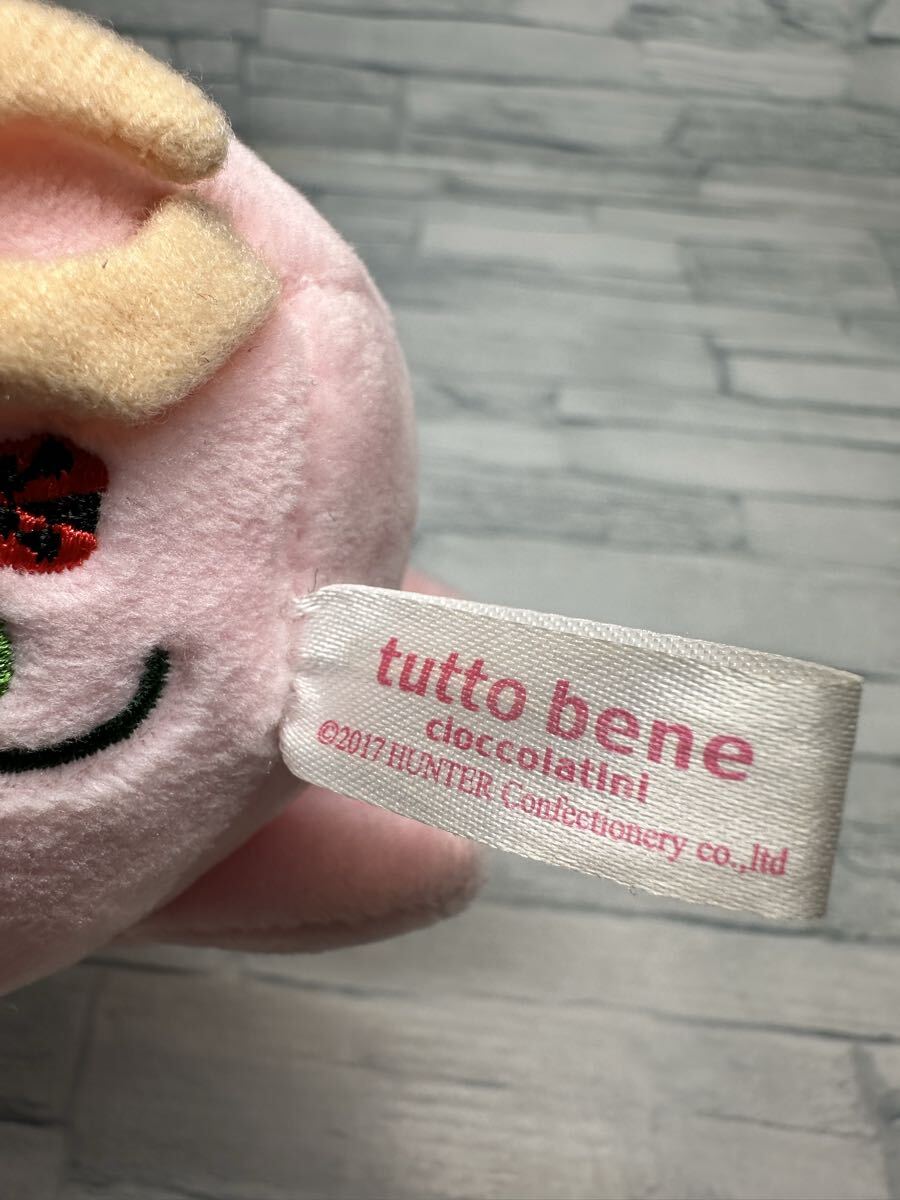 tutto bene
cioccolatini
©2017 HUNTER Confectionery co.,ltd